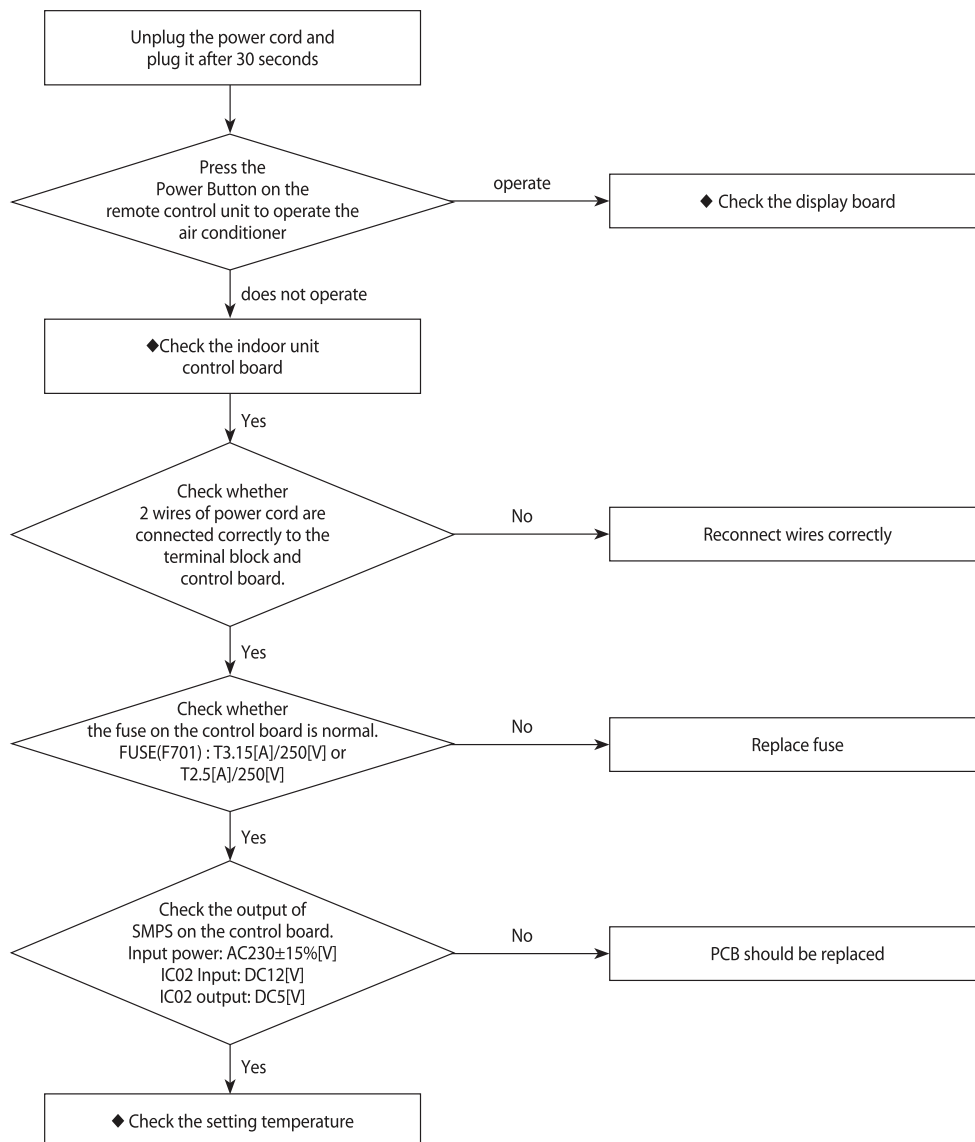 Unplug the power cord and
plug it after 30 seconds
Press the
Power Button on the
remote control unit to operate the
air conditioner
operate
◆ Check the display board
does not operate
◆Check the indoor unit
control board
Yes
Check whether
2 wires of power cord are
connected correctly to the
terminal block and
control board.
No
Reconnect wires correctly
Yes
Check whether
the fuse on the control board is normal.
FUSE(F701) : T3.15[A]/250[V] or
T2.5[A]/250[V]
No
Replace fuse
Yes
Check the output of
SMPS on the control board.
Input power: AC230±15%[V]
IC02 Input: DC12[V]
IC02 output: DC5[V]
No
PCB should be replaced
Yes
◆ Check the setting temperature